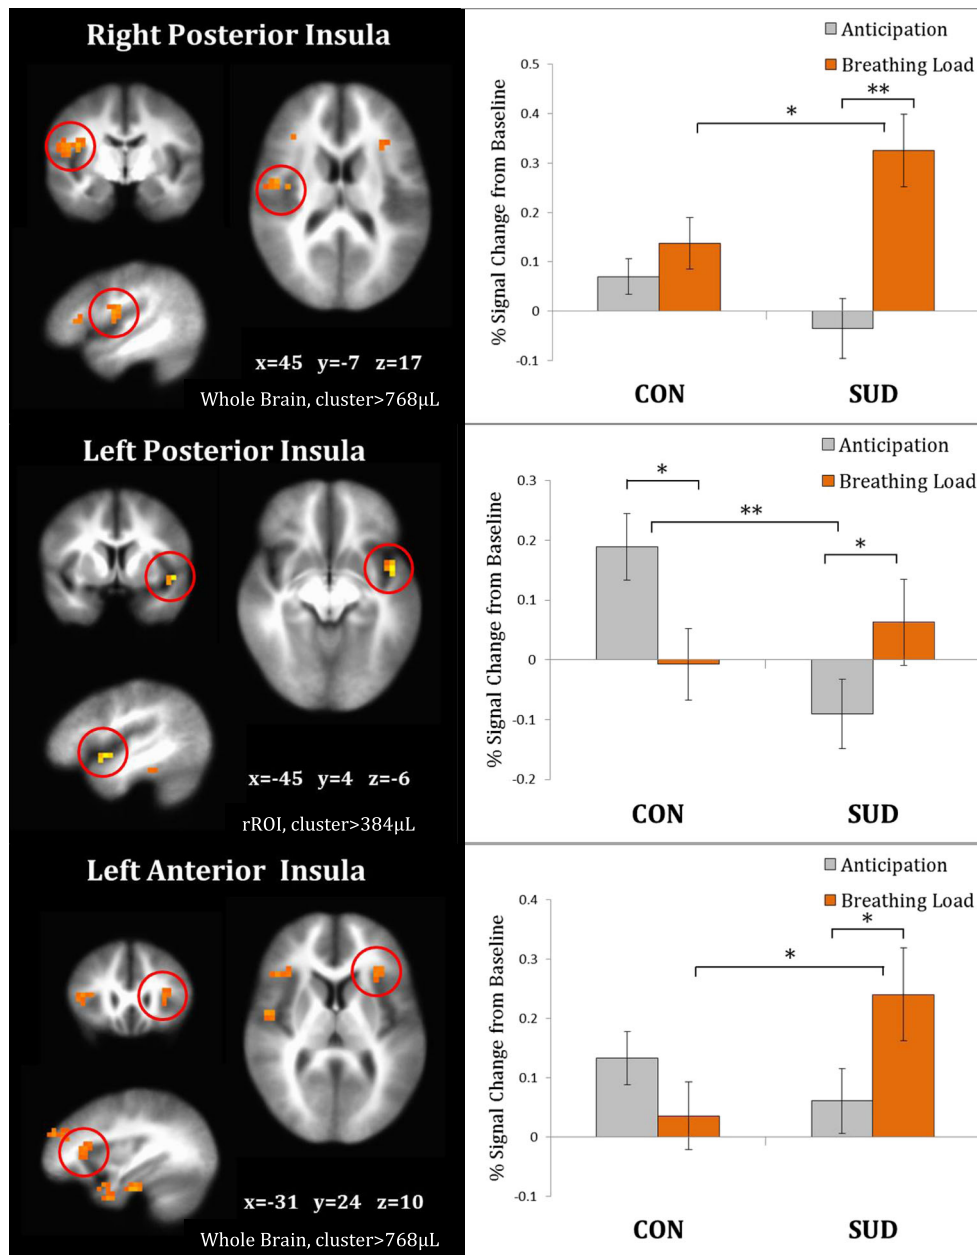 Right Posterior Insula
x=45 y=-7 z=17
Whole Brain, cluster>768μL
Anticipation
Breathing Load
% Signal Change from Baseline
0.5
0.4
0.3
0.2
0.1
0
-0.1
*
**
CON
SUD
Left Posterior Insula
x=-45 y=4 z=-6
rROI, cluster>384μL
Anticipation
Breathing Load
% Signal Change from Baseline
0.3
0.2
0.1
0
-0.1
-0.2
*
**
*
CON
SUD
Left Anterior Insula
x=-31 y=24 z=10
Whole Brain, cluster>768μL
Anticipation
Breathing Load
% Signal Change from Baseline
0.4
0.3
0.2
0.1
0
-0.1
*
*
CON
SUD